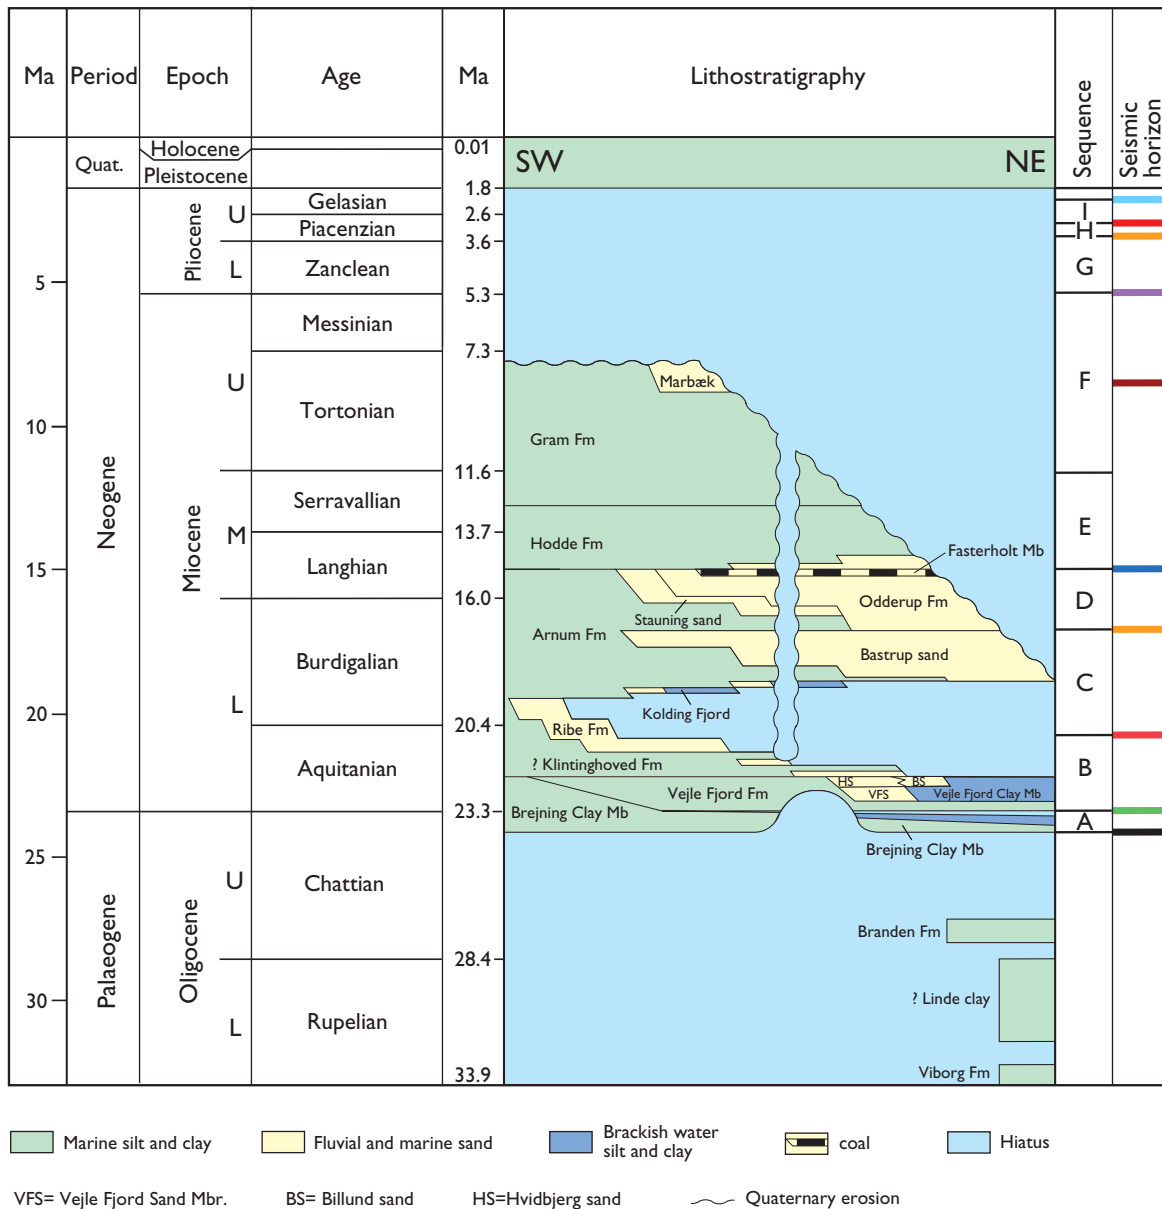 Ma
Period
Epoch
Age
Ma
Lithostratigraphy
Sequence
Seismic
horizon
Quat.
Holocene
Pleistocene
0.01
SW
NE
1.8
Neogene
Pliocene
U
Gelasian
2.6
Piacenzian
3.6
L
Zanclean
5
5.3
I
H
G
Miocene
Messinian
7.3
U
Tortonian
Marbæk
F
10
Gram Fm
11.6
Serravallian
M
13.7
Hodde Fm
E
Fasterholt Mb
15
Langhian
16.0
Odderup Fm
D
Stauning sand
Arnum Fm
Burdigalian
Bastrup sand
C
L
20
Kolding Fjord
20.4
Ribe Fm
Aquitanian
? Klintinghoved Fm
B
HS
BS
Vejle Fjord Fm
VFS
Vejle Fjord Clay Mb
23.3
Brejning Clay Mb
A
Brejning Clay Mb
25
Palaeogene
Oligocene
U
Chattian
Branden Fm
28.4
? Linde clay
30
L
Rupelian
33.9
Viborg Fm
Marine silt and clay
Fluvial and marine sand
Brackish water
silt and clay
coal
Hiatus
VFS= Vejle Fjord Sand Mbr.
BS= Billund sand
HS=Hvidbjerg sand
Quaternary erosion